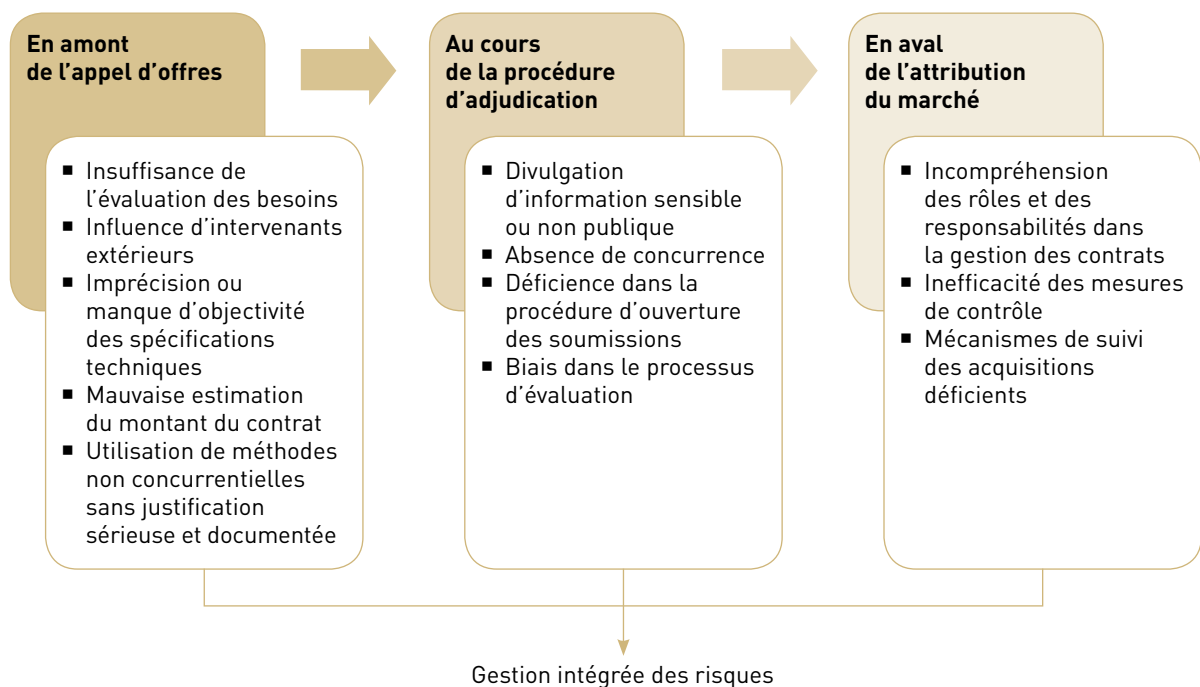 En amont
de l’appel d’offres
■ Insuffisance de
l’évaluation des besoins
■ Influence d’intervenants
extérieurs
■ Imprécision ou
manque d’objectivité
des spécifications
techniques
■ Mauvaise estimation
du montant du contrat
■ Utilisation de méthodes
non concurrentielles
sans justification
sérieuse et documentée
Au cours
de la procédure
d’adjudication
■ Divulgation
d’information sensible
ou non publique
■ Absence de concurrence
■ Déficience dans la
procédure d’ouverture
des soumissions
■ Biais dans le processus
d’évaluation
En aval
de l’attribution
du marché
■ Incompréhension
des rôles et des
responsabilités dans
la gestion des contrats
■ Inefficacité des mesures
de contrôle
■ Mécanismes de suivi
des acquisitions
déficients
Gestion intégrée des risques